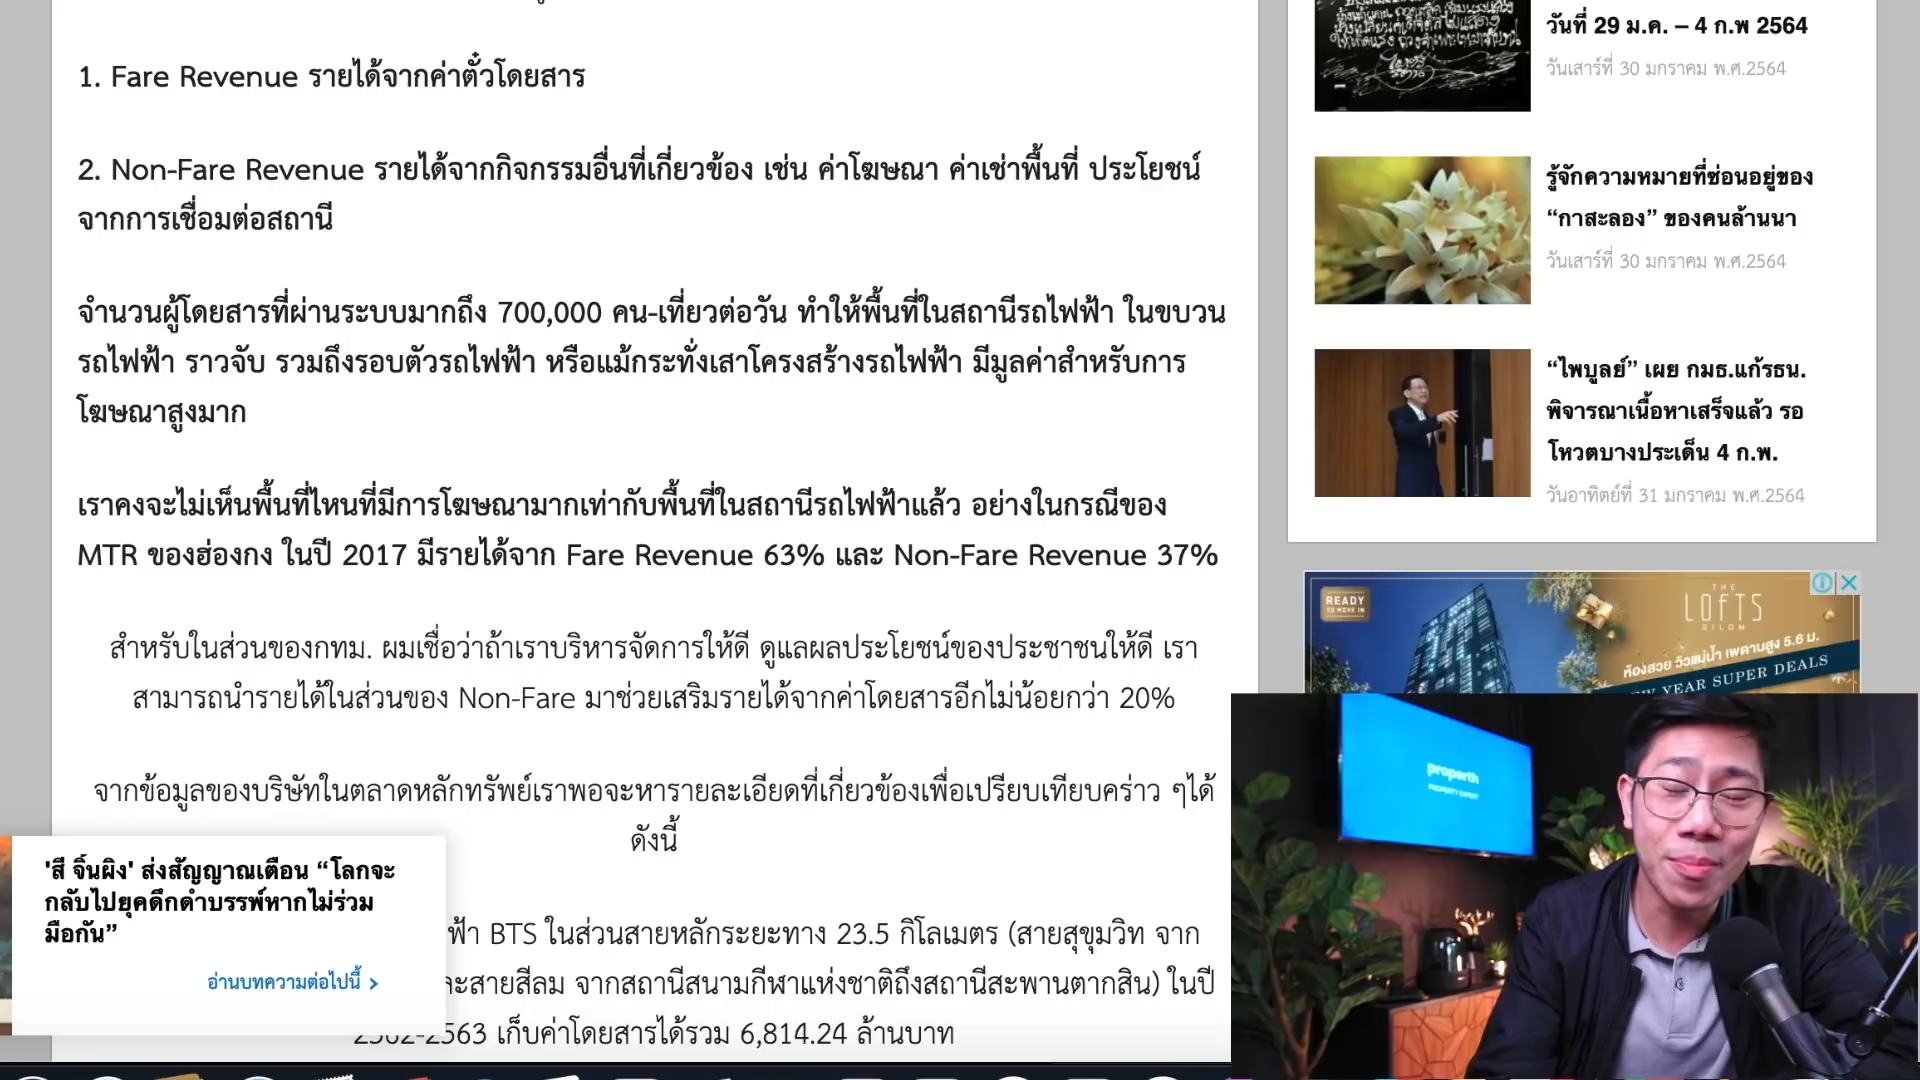 1. Fare Revenue รายได้จากค่าตั๋วโดยสาร
2. Non-Fare Revenue รายได้จากกิจกรรมอื่นที่เกี่ยวข้อง เช่น ค่าโฆษณา ค่าเช่าพื้นที่ ประโยชน์
จากการเชื่อมต่อสถานี
จำนวนผู้โดยสารที่ผ่านระบบมากถึง 700,000 คน-เที่ยวต่อวัน ทำให้พื้นที่ในสถานีรถไฟฟ้า ในขบวน
รถไฟฟ้า ราวจับ รวมถึงรอบตัวรถไฟฟ้า หรือแม้กระทั่งเสาโครงสร้างรถไฟฟ้า มีมูลค่าสำหรับการ
โฆษณาสูงมาก
เราคงจะไม่เห็นพื้นที่ไหนที่มีการโฆษณามากเท่ากับพื้นที่ในสถานีรถไฟฟ้าแล้ว อย่างในกรณีของ
MTR ของฮ่องกง ในปี 2017 มีรายได้จาก Fare Revenue 63% และ Non-Fare Revenue 37%
สำหรับในส่วนของกทม. ผมเชื่อว่าถ้าเราบริหารจัดการให้ดี ดูแลผลประโยชน์ของประชาชนให้ดี เรา
สามารถนำรายได้ในส่วนของ Non-Fare มาช่วยเสริมรายได้จากค่าโดยสารอีกไม่น้อยกว่า 20%
จากข้อมูลของบริษัทในตลาดหลักทรัพย์เราพอจะหารายละเอียดที่เกี่ยวข้องเพื่อเปรียบเทียบคร่าว ๆได้
ดังนี้
ฟ้า BTS ในส่วนสายหลักระยะทาง 23.5 กิโลเมตร (สายสุขุมวิท จาก
ละสายสีลม จากสถานีสนามกีฬาแห่งชาติถึงสถานีสะพานตากสิน) ในปี
2562-2563 เก็บค่าโดยสารได้รวม 6,814.24 ล้านบาท
'สี จิ้นผิง' ส่งสัญญาณเตือน “โลกจะ
กลับไปยุคดึกดำบรรพ์หากไม่ร่วม
มือกัน”
อ่านบทความต่อไปนี้ >
วันที่ 29 ม.ค. – 4 ก.พ 2564
วันเสาร์ที่ 30 มกราคม พ.ศ.2564
รู้จักความหมายที่ซ่อนอยู่ของ
“กาสะลอง” ของคนล้านนา
วันเสาร์ที่ 30 มกราคม พ.ศ.2564
“ไพบูลย์” เผย กมธ.แก้รธน.
พิจารณาเนื้อหาเสร็จแล้ว รอ
โหวตบางประเด็น 4 ก.พ.
วันอาทิตย์ที่ 31 มกราคม พ.ศ.2564
READY
TO MOVE IN
THE
LOFTS
SILOM
ห้องสวย วิวแม่น้ำ เพดานสูง 5.6 ม.
YEAR SUPER DEALS
properth
PROPERTY EXPERT